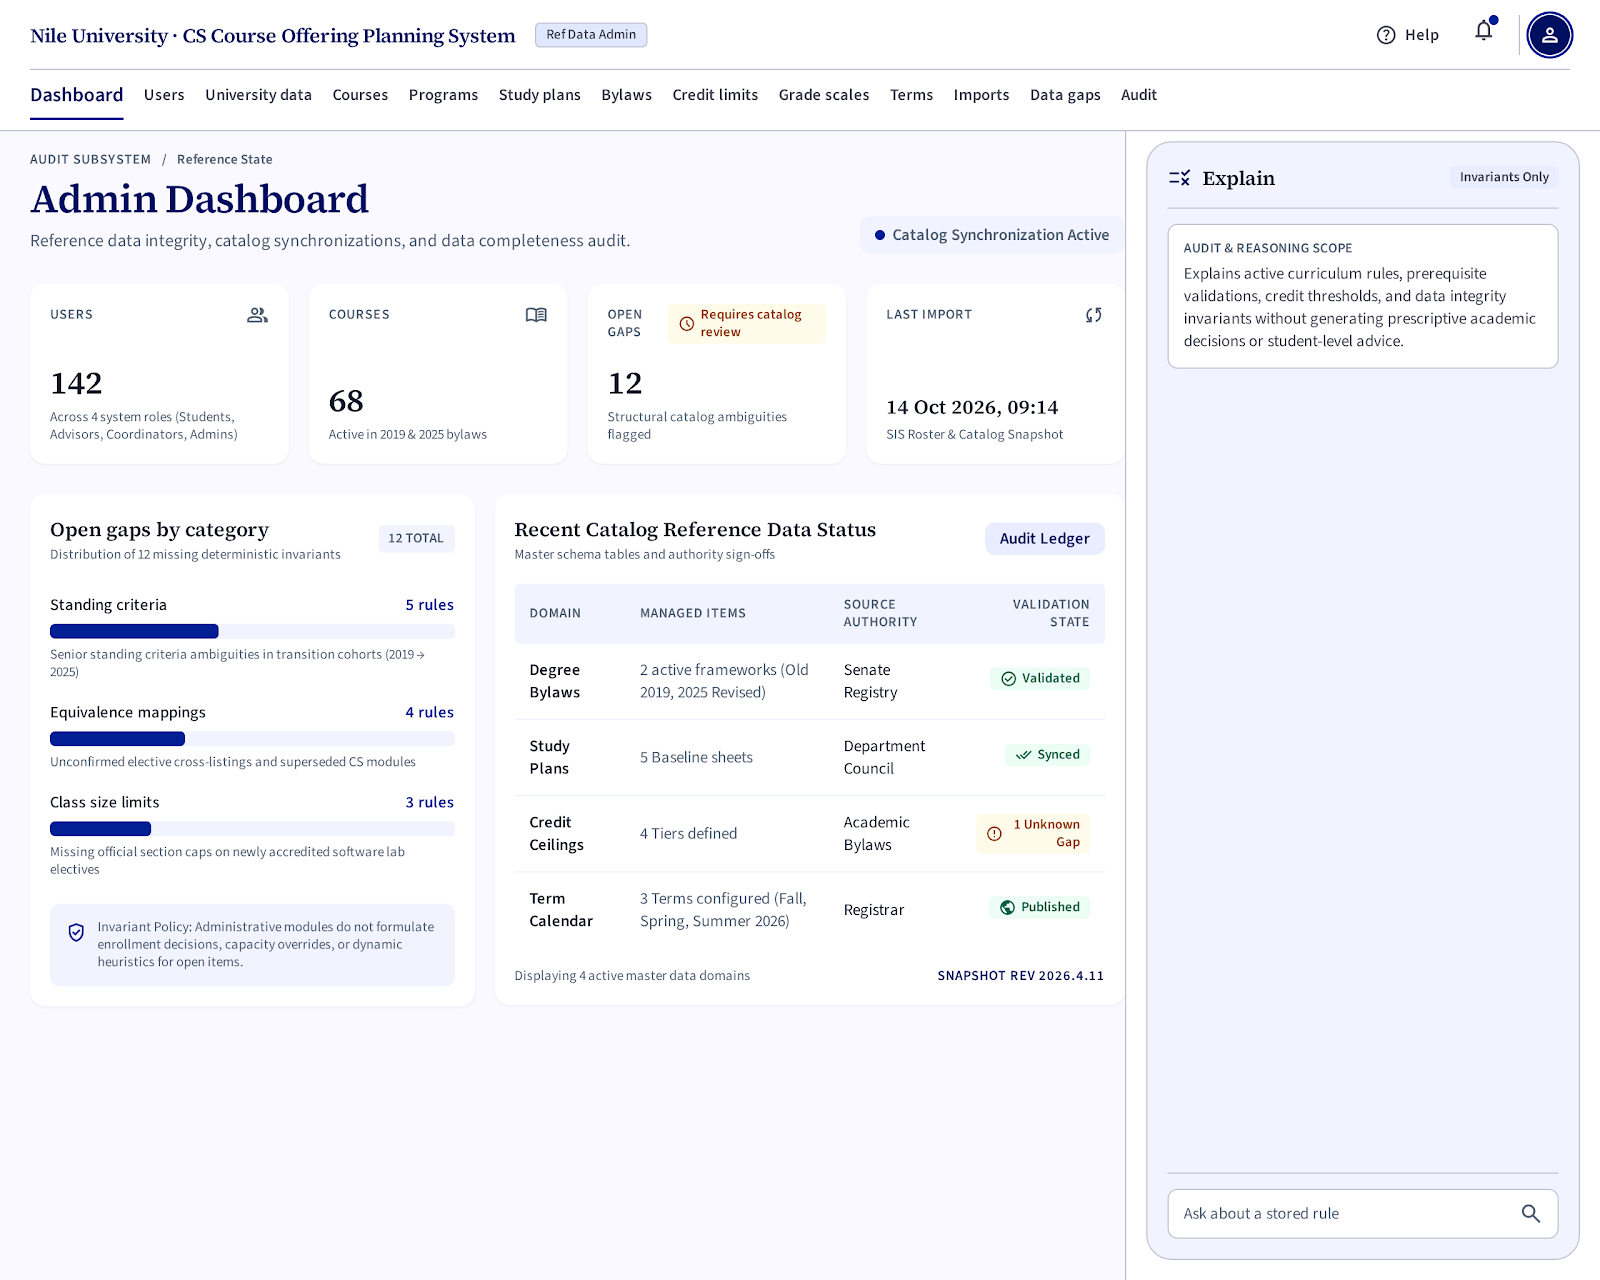 Nile University · CS Course Offering Planning System
Ref Data Admin
Help
Dashboard
Users
University data
Courses
Programs
Study plans
Bylaws
Credit limits
Grade scales
Terms
Imports
Data gaps
Audit
AUDIT SUBSYSTEM / Reference State
Admin Dashboard
Reference data integrity, catalog synchronizations, and data completeness audit.
Catalog Synchronization Active
USERS
142
Across 4 system roles (Students,
Advisors, Coordinators, Admins)
COURSES
68
Active in 2019 & 2025 bylaws
OPEN
GAPS
Requires catalog
review
12
Structural catalog ambiguities
flagged
LAST IMPORT
14 Oct 2026, 09:14
SIS Roster & Catalog Snapshot
Open gaps by category
Distribution of 12 missing deterministic invariants
12 TOTAL
Standing criteria
5 rules
Senior standing criteria ambiguities in transition cohorts (2019 →
2025)
Equivalence mappings
4 rules
Unconfirmed elective cross-listings and superseded CS modules
Class size limits
3 rules
Missing official section caps on newly accredited software lab
electives
Invariant Policy: Administrative modules do not formulate
enrollment decisions, capacity overrides, or dynamic
heuristics for open items.
Recent Catalog Reference Data Status
Master schema tables and authority sign-offs
Audit Ledger
DOMAIN
MANAGED ITEMS
SOURCE
AUTHORITY
VALIDATION
STATE
Degree
Bylaws
2 active frameworks (Old
2019, 2025 Revised)
Senate
Registry
Validated
Study
Plans
5 Baseline sheets
Department
Council
Synced
Credit
Ceilings
4 Tiers defined
Academic
Bylaws
1 Unknown
Gap
Term
Calendar
3 Terms configured (Fall,
Spring, Summer 2026)
Registrar
Published
Displaying 4 active master data domains
SNAPSHOT REV 2026.4.11
Explain
Invariants Only
AUDIT & REASONING SCOPE
Explains active curriculum rules, prerequisite
validations, credit thresholds, and data integrity
invariants without generating prescriptive academic
decisions or student-level advice.
Ask about a stored rule